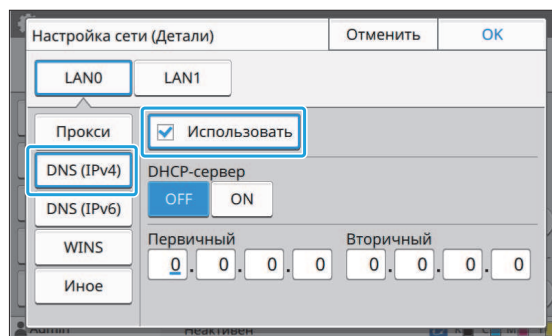 Настройка сети (Детали) Отменить OK
LAN0 LAN1
Прокси Использовать
DNS (IPv4) DHCP-сервер
OFF ON
DNS (IPv6)
WINS Первичный Вторичный
0. 0. 0. 0 0. 0. 0. 0
Иное
Admin Неактивен